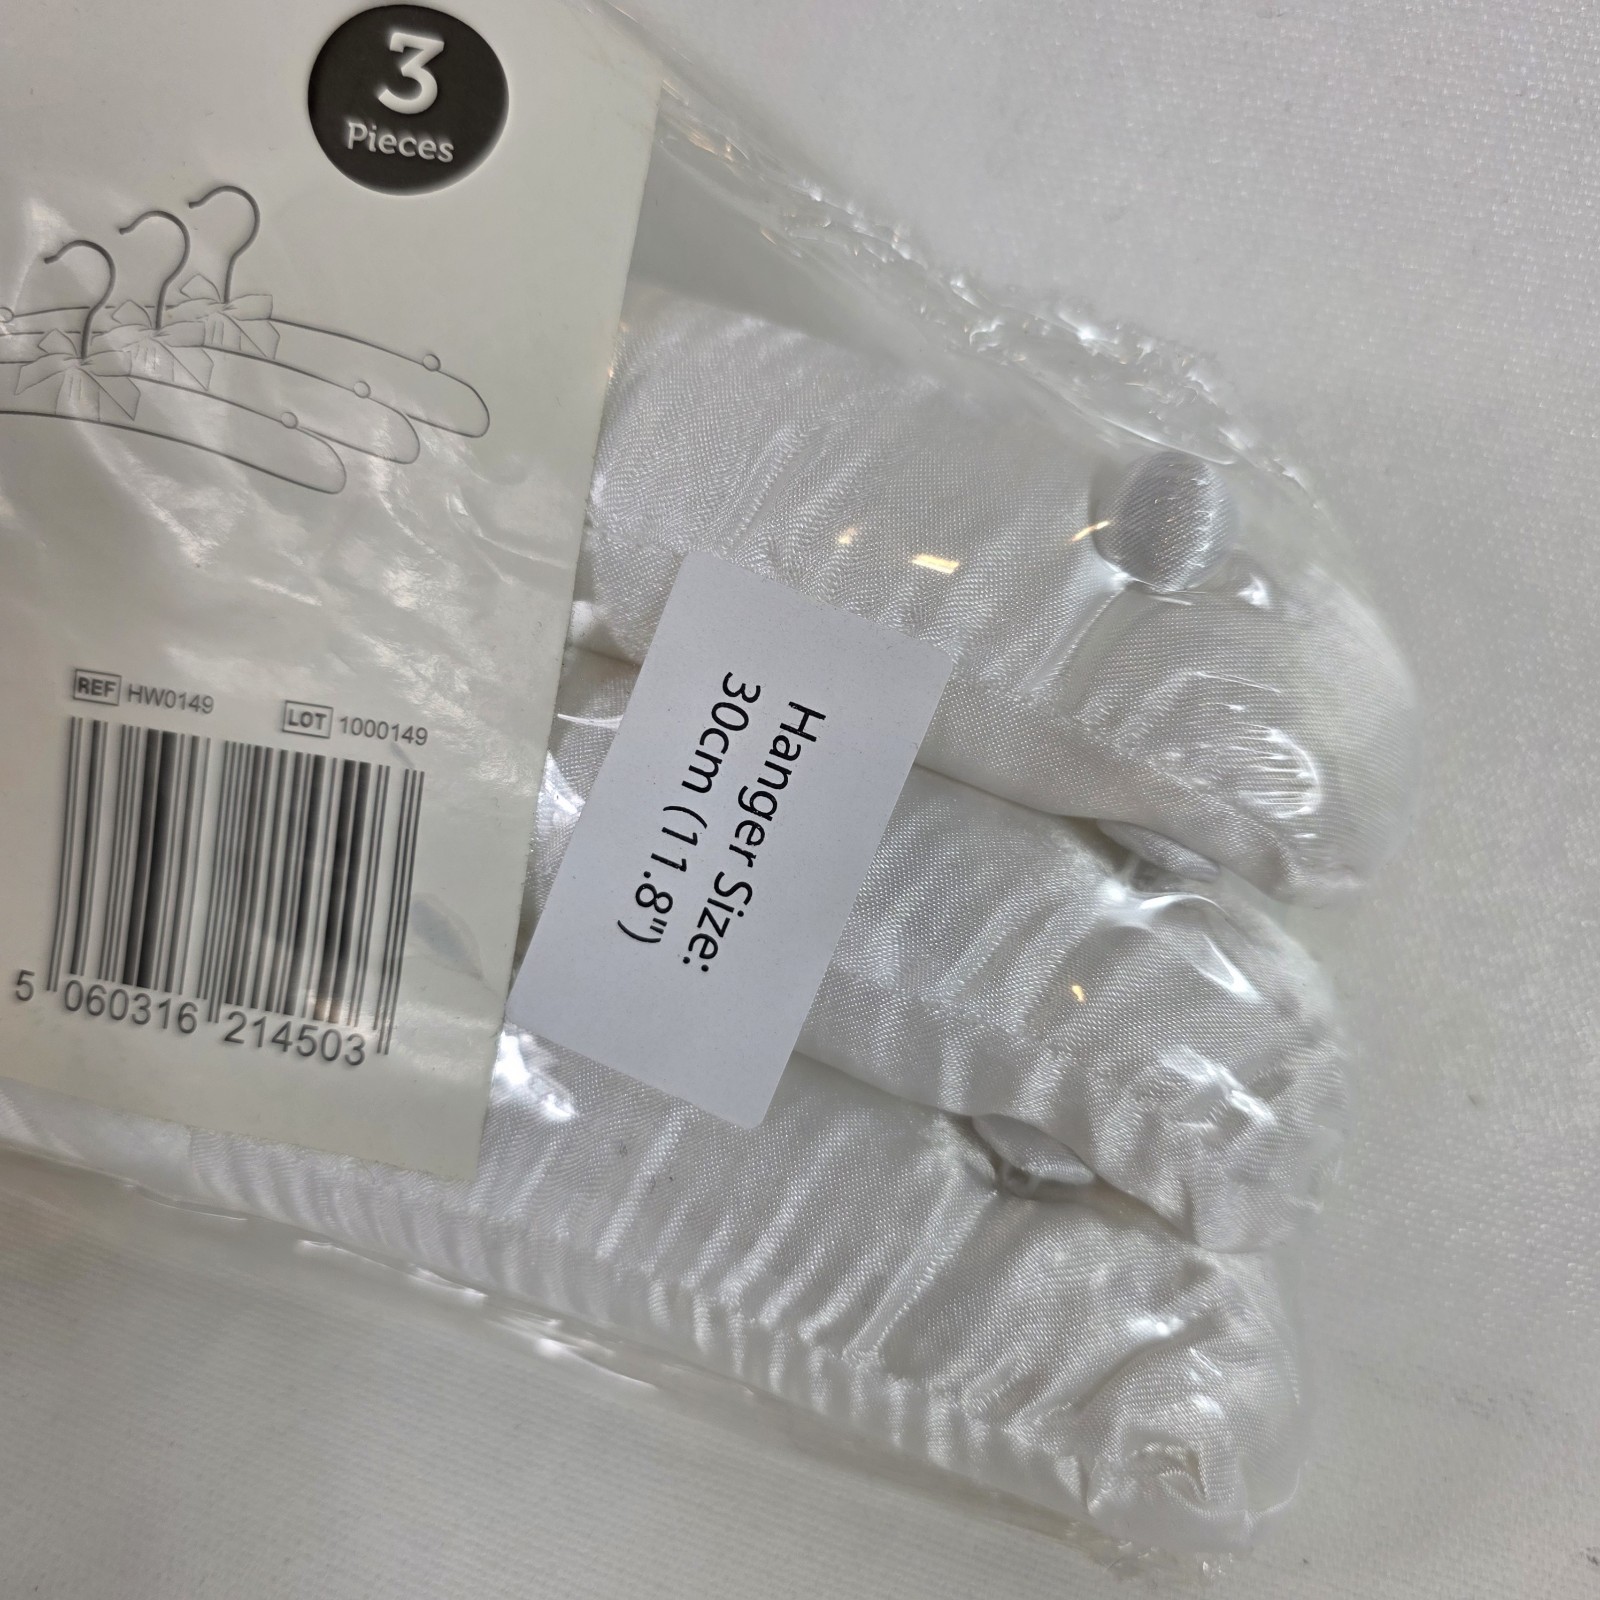 3
Pieces
REF HW0149
LOT 1000149
5 060316 214503
Hanger Size:
30cm (11.8")